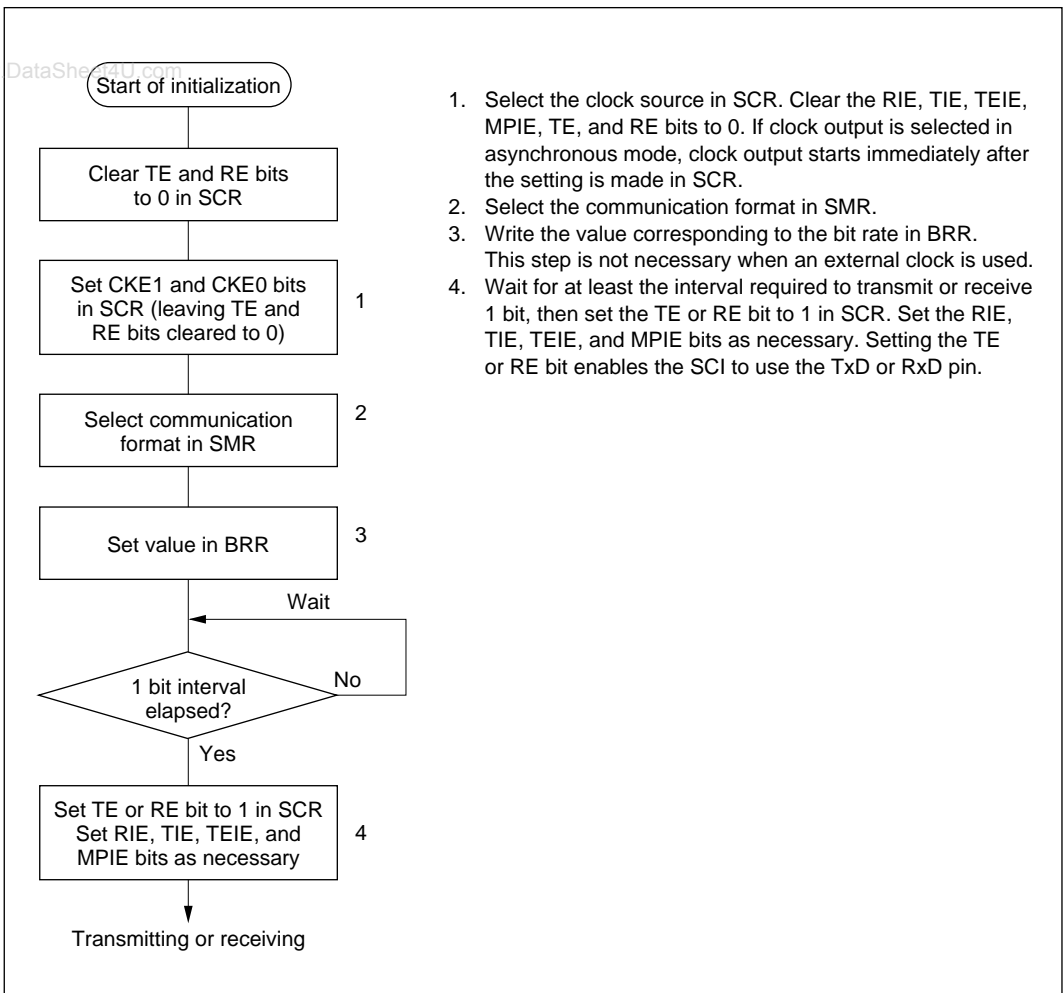 DataSheet4U.com
Start of initialization
Clear TE and RE bits
to 0 in SCR
Set CKE1 and CKE0 bits
in SCR (leaving TE and
RE bits cleared to 0)
1
Select communication
format in SMR
2
Set value in BRR
3
Wait
1 bit interval
elapsed?
No
Yes
Set TE or RE bit to 1 in SCR
Set RIE, TIE, TEIE, and
MPIE bits as necessary
4
Transmitting or receiving
1. Select the clock source in SCR. Clear the RIE, TIE, TEIE,
MPIE, TE, and RE bits to 0. If clock output is selected in
asynchronous mode, clock output starts immediately after
the setting is made in SCR.
2. Select the communication format in SMR.
3. Write the value corresponding to the bit rate in BRR.
This step is not necessary when an external clock is used.
4. Wait for at least the interval required to transmit or receive
1 bit, then set the TE or RE bit to 1 in SCR. Set the RIE,
TIE, TEIE, and MPIE bits as necessary. Setting the TE
or RE bit enables the SCI to use the TxD or RxD pin.